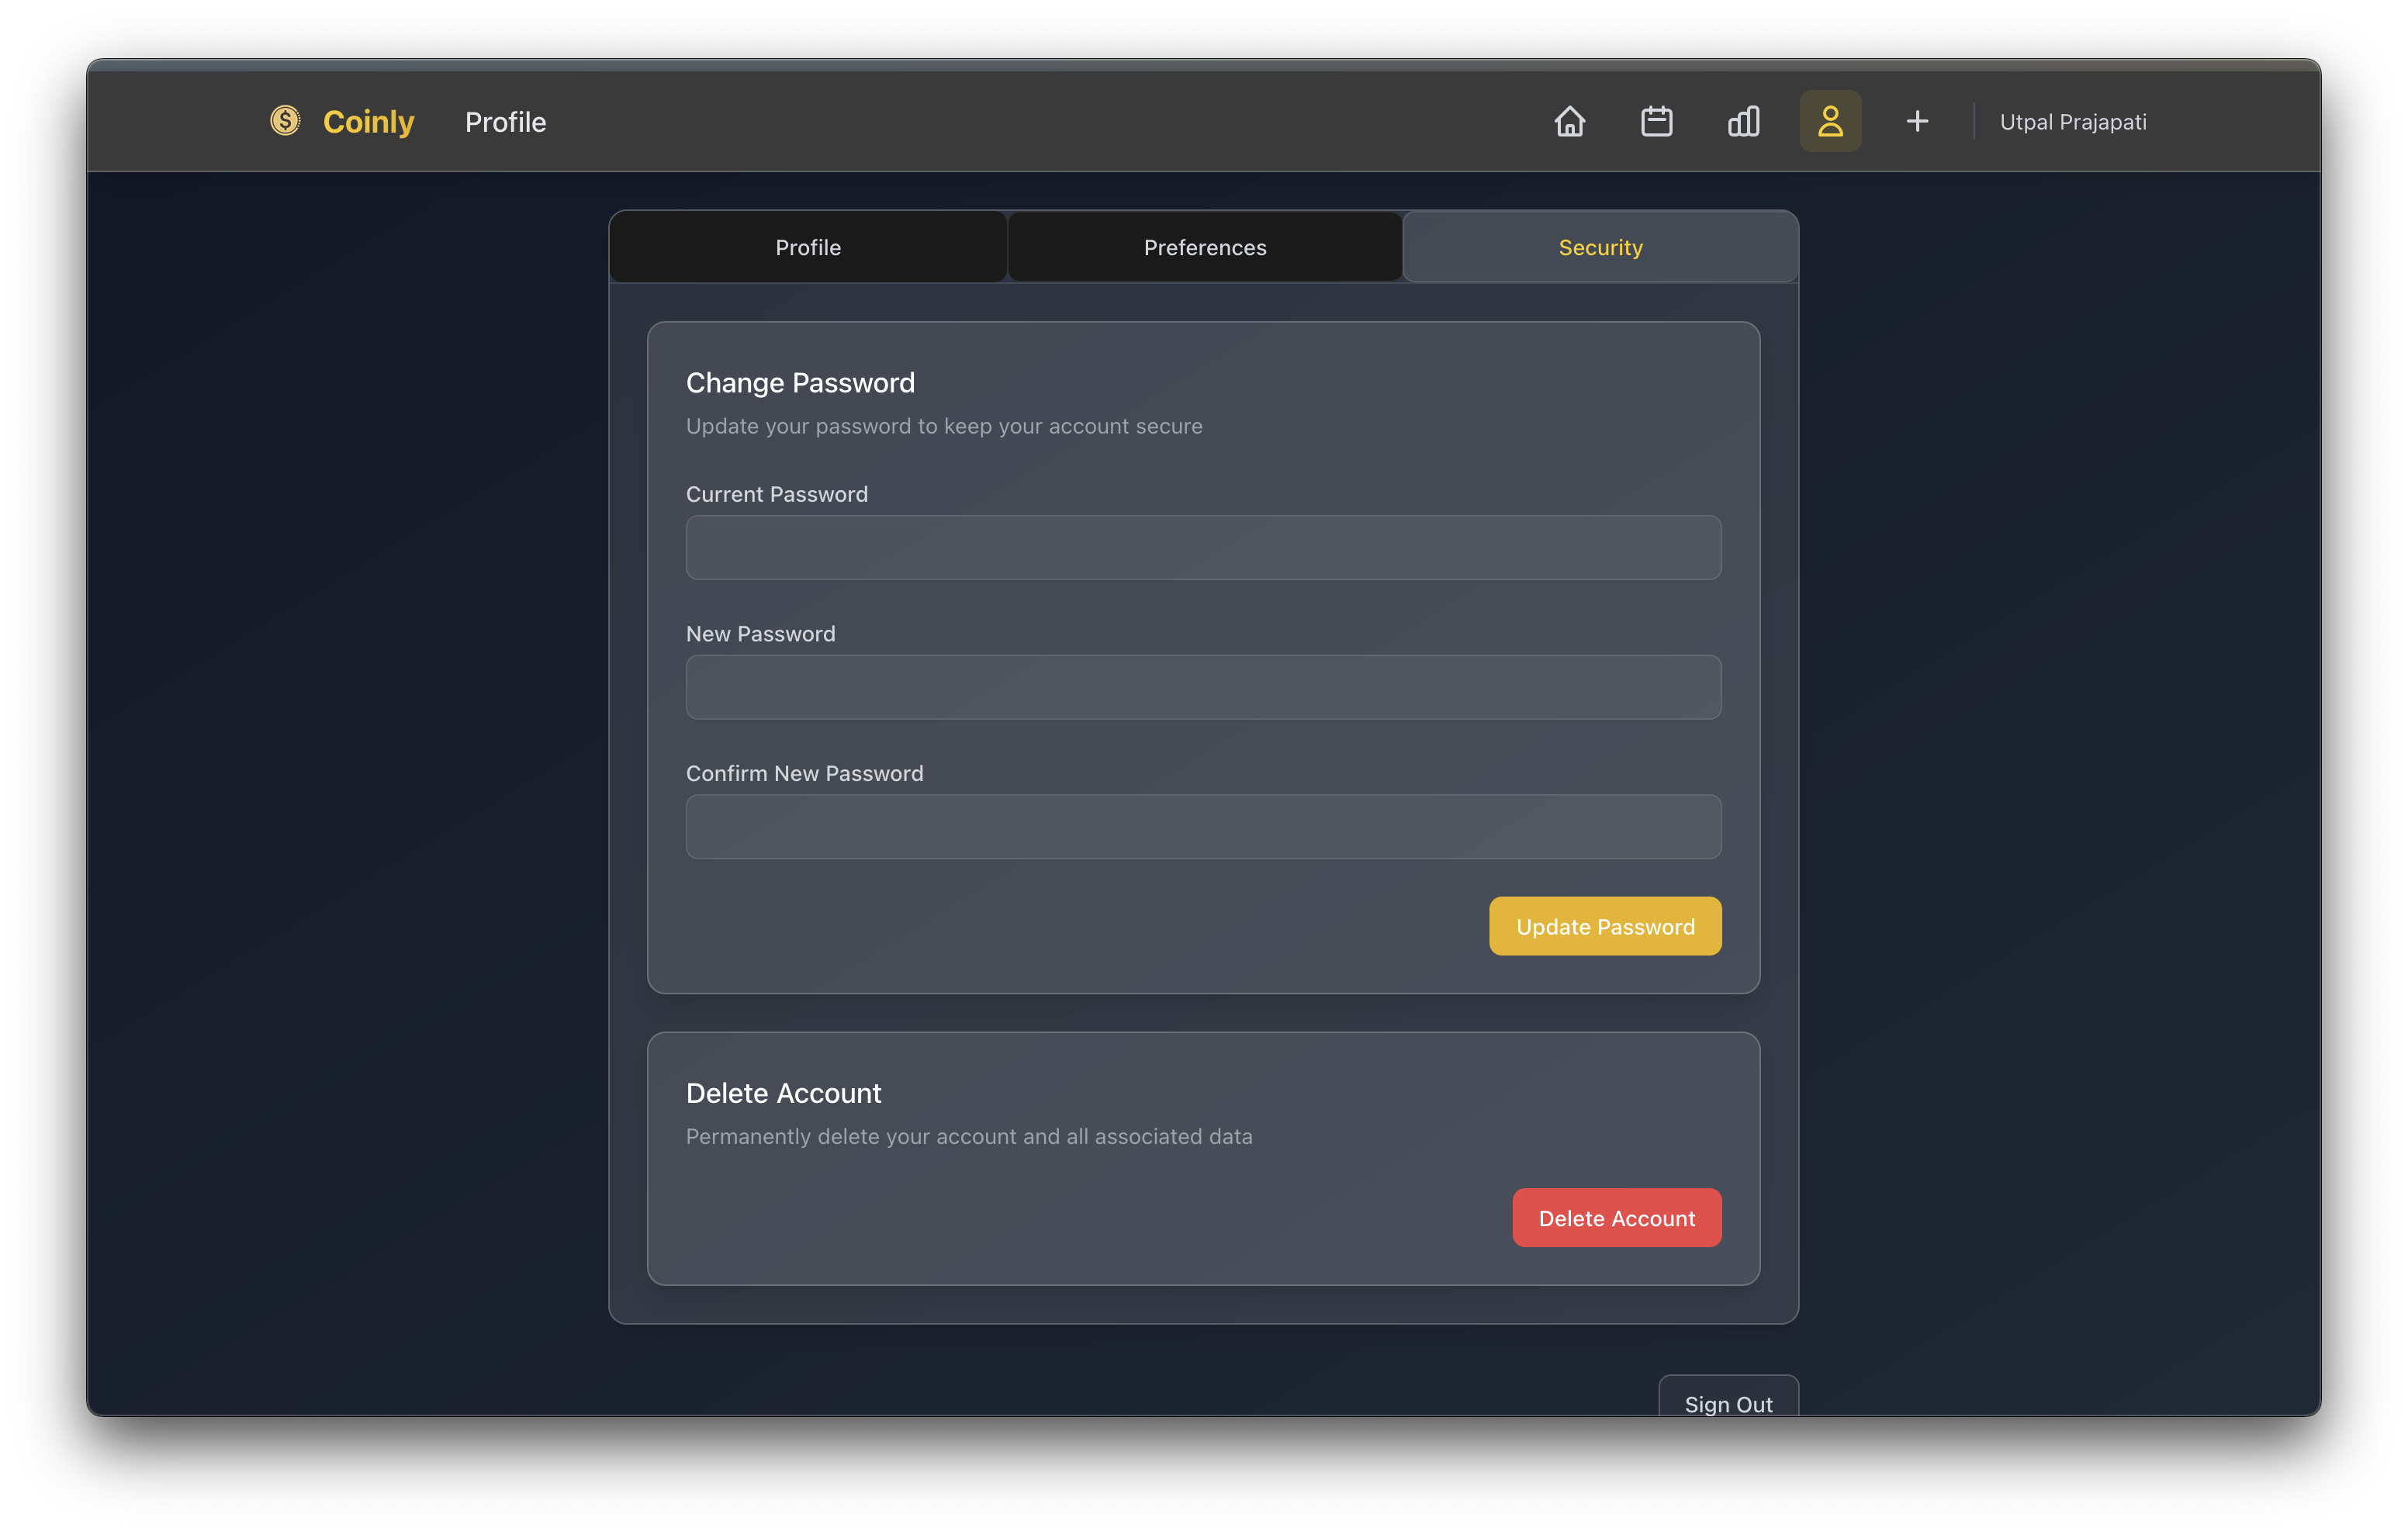 Coinly
Profile
Utpal Prajapati
Profile
Preferences
Security
Change Password
Update your password to keep your account secure
Current Password
New Password
Confirm New Password
Update Password
Delete Account
Permanently delete your account and all associated data
Delete Account
Sign Out